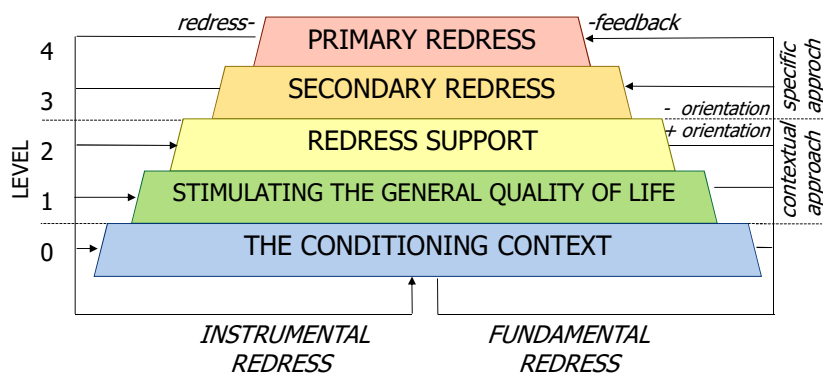 redress-
-feedback
4
PRIMARY REDRESS
3
SECONDARY REDRESS
- orientation
+ orientation
2
REDRESS SUPPORT
1
STIMULATING THE GENERAL QUALITY OF LIFE
0
THE CONDITIONING CONTEXT
LEVEL
specific
approch
contextual
approach
INSTRUMENTAL
REDRESS
FUNDAMENTAL
REDRESS